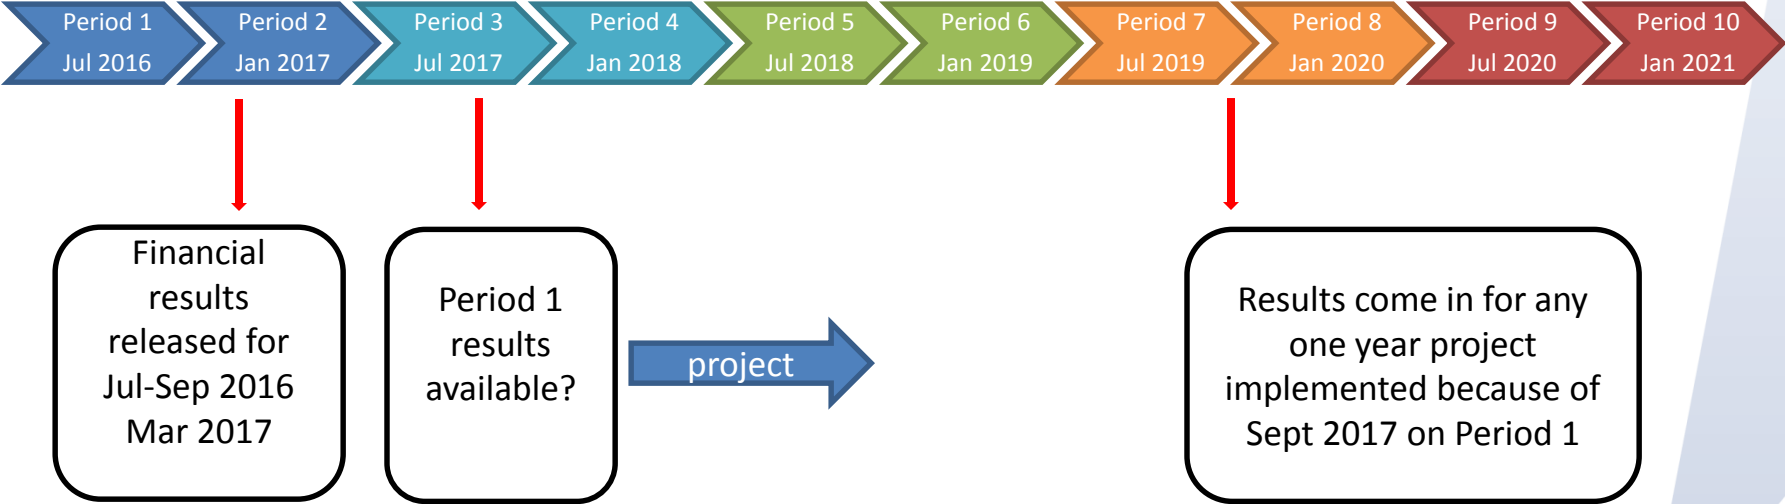 Period 1
Jul 2016
Period 2
Jan 2017
Period 3
Jul 2017
Period 4
Jan 2018
Period 5
Jul 2018
Period 6
Jan 2019
Period 7
Jul 2019
Period 8
Jan 2020
Period 9
Jul 2020
Period 10
Jan 2021
Financial
results
released for
Jul-Sep 2016
Mar 2017
Period 1
results
available?
project
Results come in for any
one year project
implemented because of
Sept 2017 on Period 1